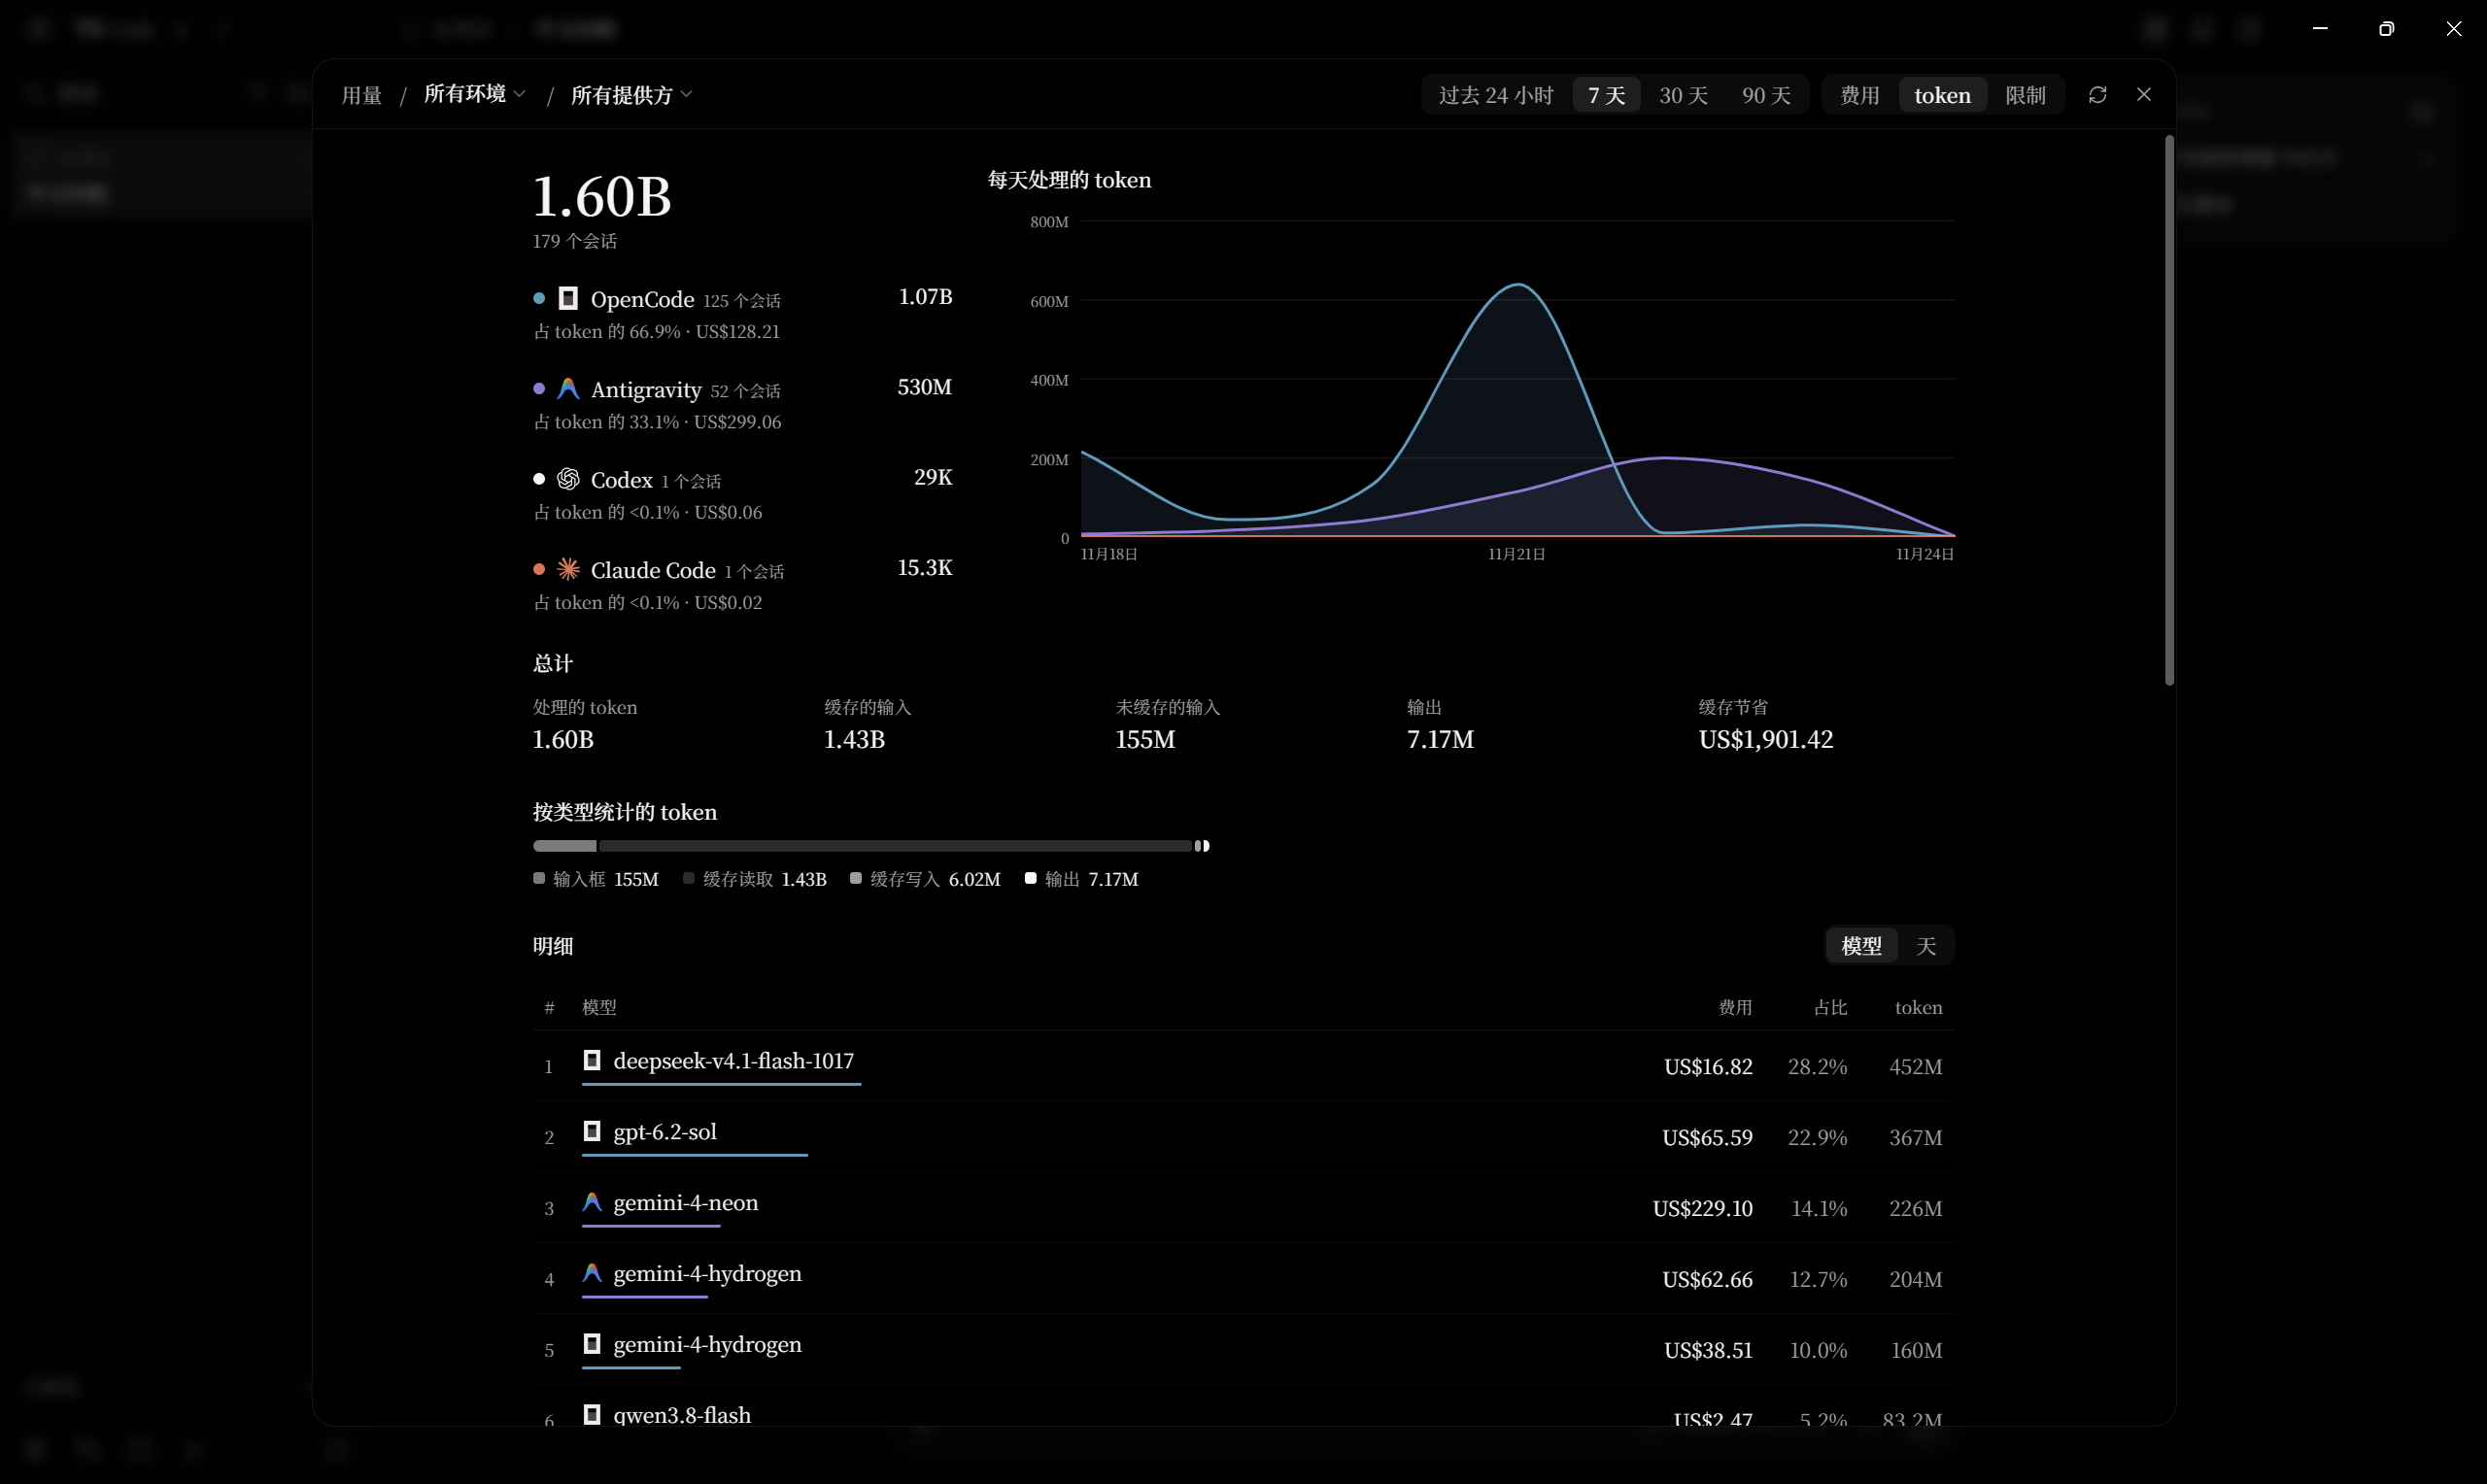 用量 / 所有环境 / 所有提供方
过去 24 小时 7 天 30 天 90 天 费用 token 限制
1.60B
179 个会话
OpenCode 125 个会话 1.07B
占 token 的 66.9% · US$128.21
Antigravity 52 个会话 530M
占 token 的 33.1% · US$299.06
Codex 1 个会话 29K
占 token 的 <0.1% · US$0.06
Claude Code 1 个会话 15.3K
占 token 的 <0.1% · US$0.02
每天处理的 token
800M
600M
400M
200M
0
11月18日 11月21日 11月24日
总计
处理的 token 缓存的输入 未缓存的输入 输出 缓存节省
1.60B 1.43B 155M 7.17M US$1,901.42
按类型统计的 token
输入框 155M 缓存读取 1.43B 缓存写入 6.02M 输出 7.17M
明细 模型 天
# 模型 费用 占比 token
1 deepseek-v4.1-flash-1017 US$16.82 28.2% 452M
2 gpt-6.2-sol US$65.59 22.9% 367M
3 gemini-4-neon US$229.10 14.1% 226M
4 gemini-4-hydrogen US$62.66 12.7% 204M
5 gemini-4-hydrogen US$38.51 10.0% 160M
6 qwen3.8-flash US$2.47 5.2% 83.2M